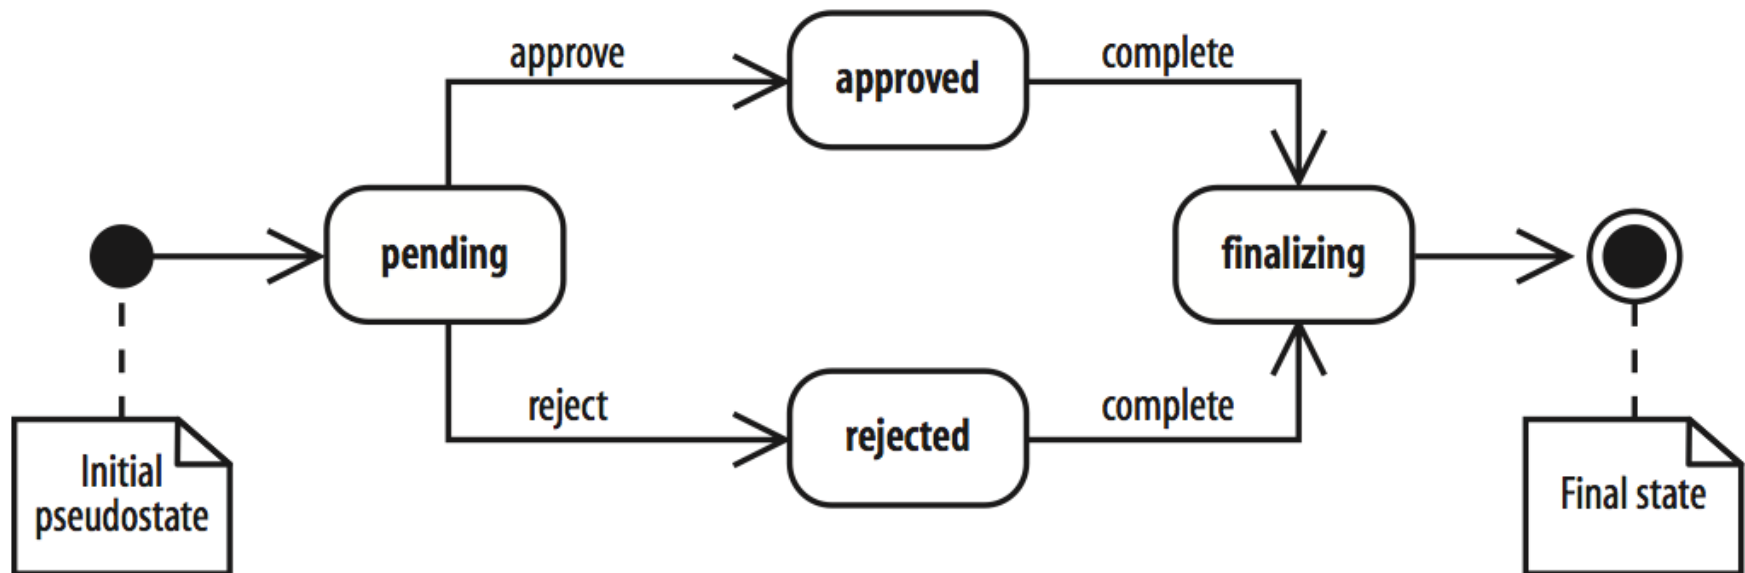 approve
approved
complete
pending
finalizing
reject
rejected
complete
Initial
pseudostate
Final state